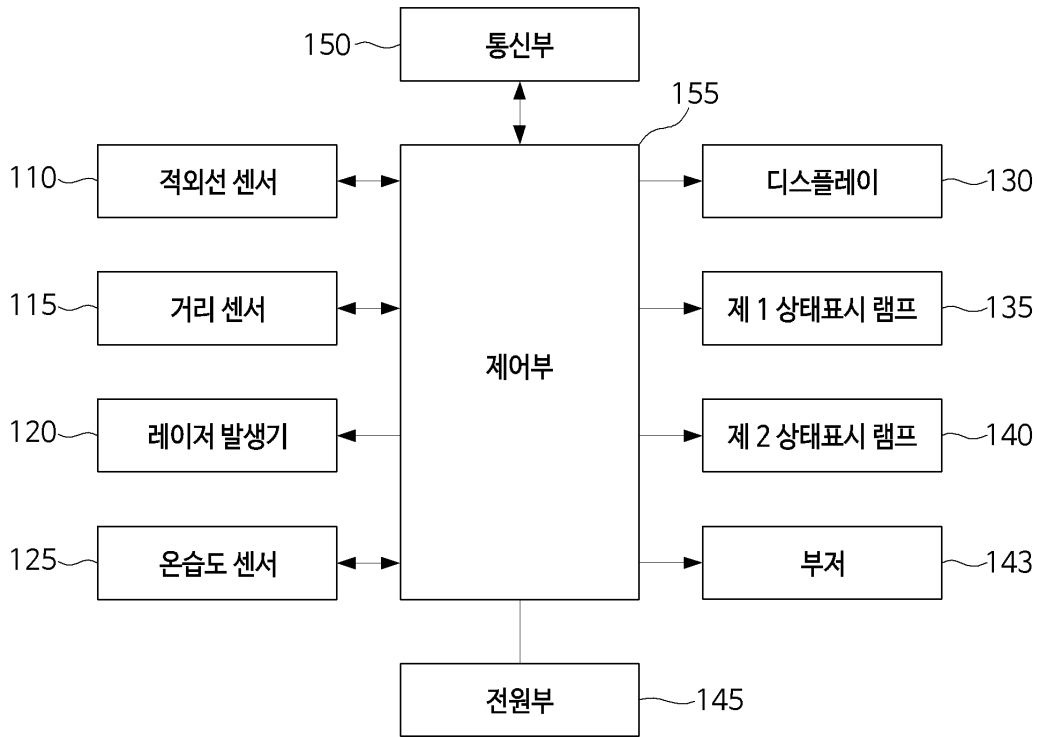 150 통신부
155
110 적외선 센서
디스플레이 130
115 거리 센서
제 1 상태표시 램프 135
제어부
120 레이저 발생기
제 2 상태표시 램프 140
125 온습도 센서
부저 143
전원부 145